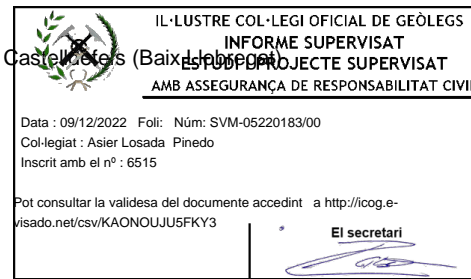 IL·LUSTRE COL·LEGI OFICIAL DE GEÒLEGS
INFORME SUPERVISAT
Castelldefels (Baix Llobregat)
ESTUDI I PROJECTE SUPERVISAT
AMB ASSEGURANÇA DE RESPONSABILITAT CIVIL
Data : 09/12/2022 Foli: Núm: SVM-05220183/00
Col·legiat : Asier Losada Pinedo
Inscrit amb el nº : 6515
Pot consultar la validesa del documente accedint a http://icog.e-
visado.net/csv/KAONOUJU5FKY3
El secretari